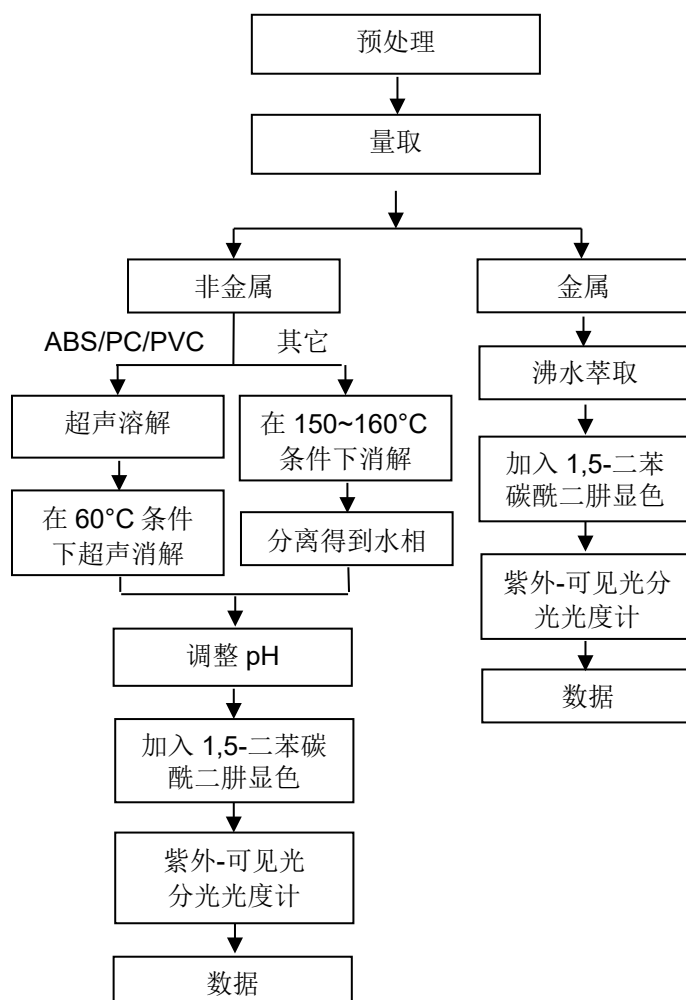 预处理
量取
非金属
金属
ABS/PC/PVC
其它
沸水萃取
超声溶解
在 150~160°C
条件下消解
加入 1,5-二苯
碳酰二肼显色
在 60°C 条件
下超声消解
分离得到水相
紫外-可见光分
光光度计
调整 pH
数据
加入 1,5-二苯碳
酰二肼显色
紫外-可见光
分光光度计
数据